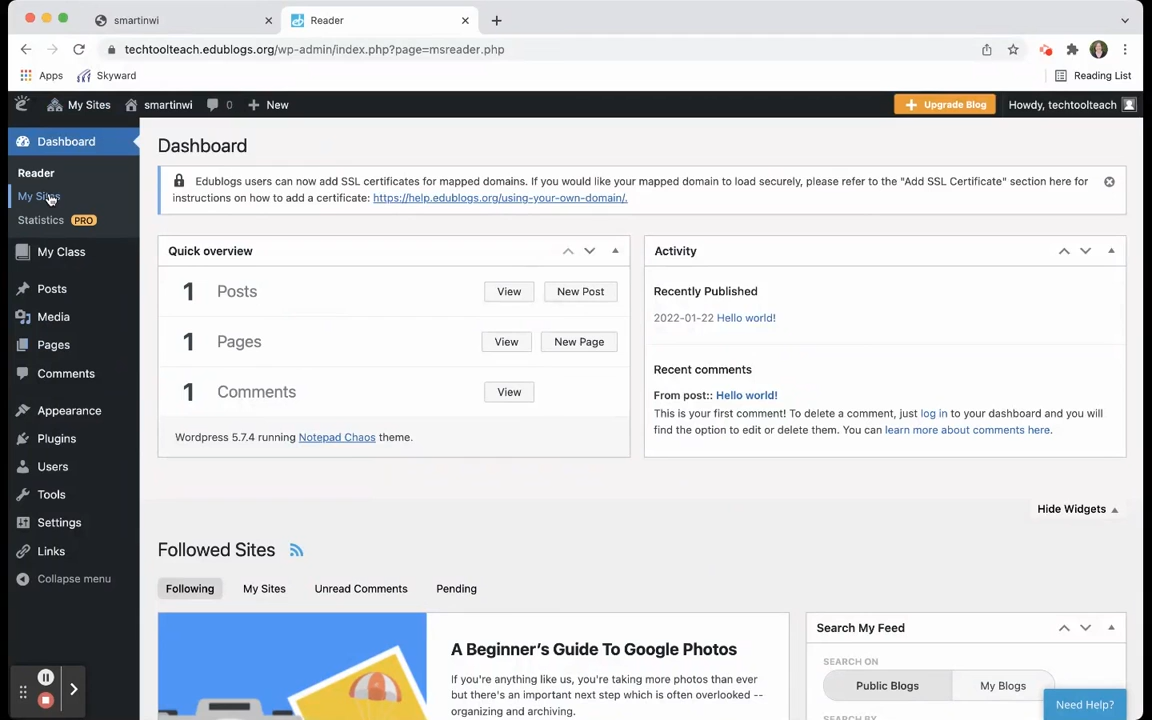 smartinwi
Reader
techtoolteach.edublogs.org/wp-admin/index.php?page=msreader.php
Apps
Skyward
Reading List
My Sites
smartinwi
0
New
Upgrade Blog
Howdy, techtoolteach
Dashboard
Reader
My Sites
Statistics PRO
My Class
Posts
Media
Pages
Comments
Appearance
Plugins
Users
Tools
Settings
Links
Collapse menu
Dashboard
Edublogs users can now add SSL certificates for mapped domains. If you would like your mapped domain to load securely, please refer to the "Add SSL Certificate" section here for
instructions on how to add a certificate: https://help.edublogs.org/using-your-own-domain/.
Quick overview
1 Posts View New Post
1 Pages View New Page
1 Comments View
Wordpress 5.7.4 running Notepad Chaos theme.
Activity
Recently Published
2022-01-22 Hello world!
Recent comments
From post:: Hello world!
This is your first comment! To delete a comment, just log in to your dashboard and you will
find the option to edit or delete them. You can learn more about comments here.
Hide Widgets
Followed Sites
Following My Sites Unread Comments Pending
A Beginner's Guide To Google Photos
If you're anything like us, you're taking more photos than ever
but there's an important next step which is often overlooked --
organizing and archiving.
Search My Feed
SEARCH ON
Public Blogs My Blogs
Need Help?